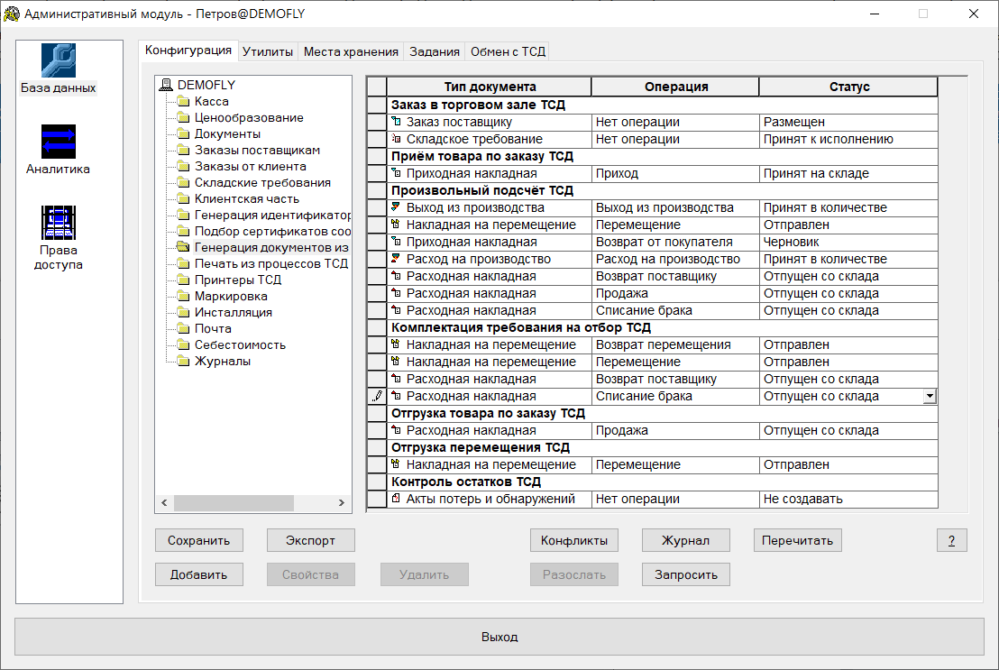 Административный модуль - Петров@DEMOFLY
База данных
Аналитика
Права
доступа
Конфигурация Утилиты Места хранения Задания Обмен с ТСД
DEMOFLY
Касса
Ценообразование
Документы
Заказы поставщикам
Заказы от клиента
Складские требования
Клиентская часть
Генерация идентификатор
Подбор сертификатов соо
Генерация документов из
Печать из процессов ТСД
Принтеры ТСД
Маркировка
Инсталляция
Почта
Себестоимость
Журналы
Тип документа Операция Статус
Заказ в торговом зале ТСД
Заказ поставщику Нет операции Размещен
Складское требование Нет операции Принят к исполнению
Приём товара по заказу ТСД
Приходная накладная Приход Принят на складе
Произвольный подсчёт ТСД
Выход из производства Выход из производства Принят в количестве
Накладная на перемещение Перемещение Отправлен
Приходная накладная Возврат от покупателя Черновик
Расход на производство Расход на производство Принят в количестве
Расходная накладная Возврат поставщику Отпущен со склада
Расходная накладная Продажа Отпущен со склада
Расходная накладная Списание брака Отпущен со склада
Комплектация требования на отбор ТСД
Накладная на перемещение Возврат перемещения Отправлен
Накладная на перемещение Перемещение Отправлен
Расходная накладная Возврат поставщику Отпущен со склада
Расходная накладная Списание брака Отпущен со склада
Отгрузка товара по заказу ТСД
Расходная накладная Продажа Отпущен со склада
Отгрузка перемещения ТСД
Накладная на перемещение Перемещение Отправлен
Контроль остатков ТСД
Акты потерь и обнаружений Нет операции Не создавать
Сохранить Экспорт Конфликты Журнал Перечитать ?
Добавить Свойства Удалить Разослать Запросить
Выход